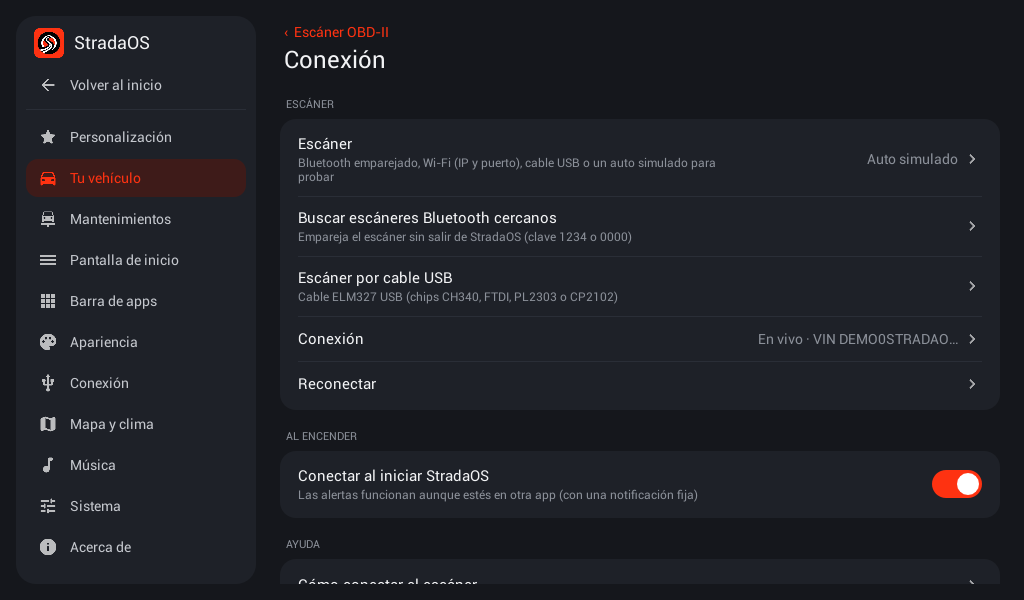 StradaOS
Volver al inicio
Personalización
Tu vehículo
Mantenimientos
Pantalla de inicio
Barra de apps
Apariencia
Conexión
Mapa y clima
Música
Sistema
Acerca de
‹ Escáner OBD-II
Conexión
ESCÁNER
Escáner
Bluetooth emparejado, Wi-Fi (IP y puerto), cable USB o un auto simulado para
probar
Auto simulado
Buscar escáneres Bluetooth cercanos
Empareja el escáner sin salir de StradaOS (clave 1234 o 0000)
Escáner por cable USB
Cable ELM327 USB (chips CH340, FTDI, PL2303 o CP2102)
Conexión
En vivo · VIN DEMO0STRADAO...
Reconectar
AL ENCENDER
Conectar al iniciar StradaOS
Las alertas funcionan aunque estés en otra app (con una notificación fija)
AYUDA
Cómo conectar el escáner